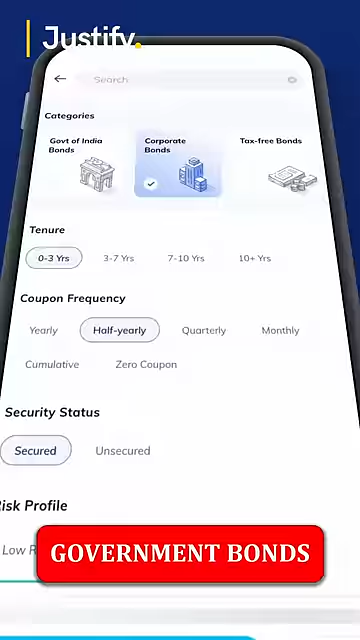 Justify.
Search
Categories
Govt of India
Bonds
Corporate
Bonds
Tax-free Bonds
Tenure
0-3 Yrs
3-7 Yrs
7-10 Yrs
10+ Yrs
Coupon Frequency
Yearly
Half-yearly
Quarterly
Monthly
Cumulative
Zero Coupon
Security Status
Secured
Unsecured
Risk Profile
Low
GOVERNMENT BONDS